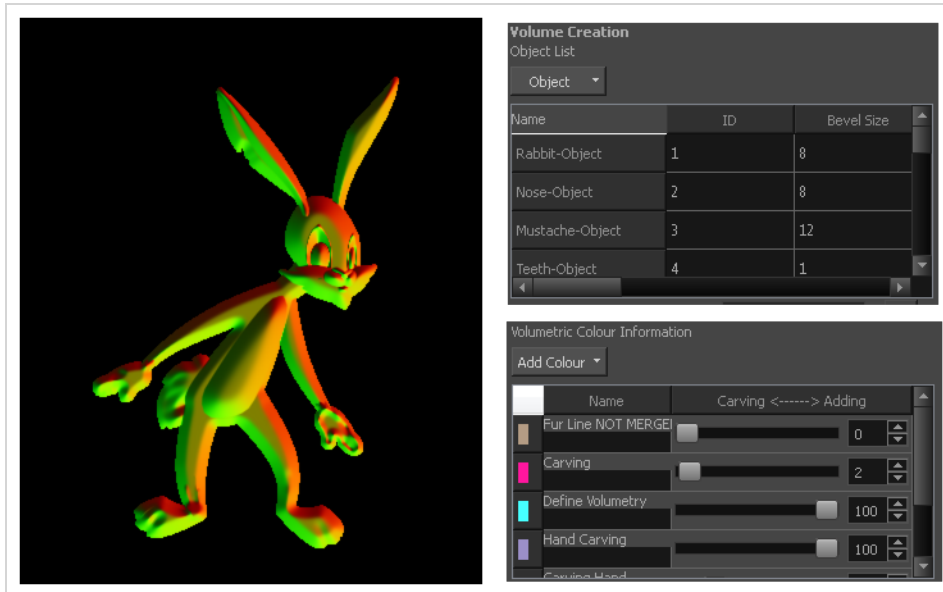 Volume Creation
Object List
Object
Name ID Bevel Size
Rabbit-Object 1 8
Nose-Object 2 8
Mustache-Object 3 12
Teeth-Object 4 1
Volumetric Colour Information
Add Colour
Name Carving <------> Adding
Fur Line NOT MERGE
0
Carving
2
Define Volumetry
100
Hand Carving
100
Carving Hand